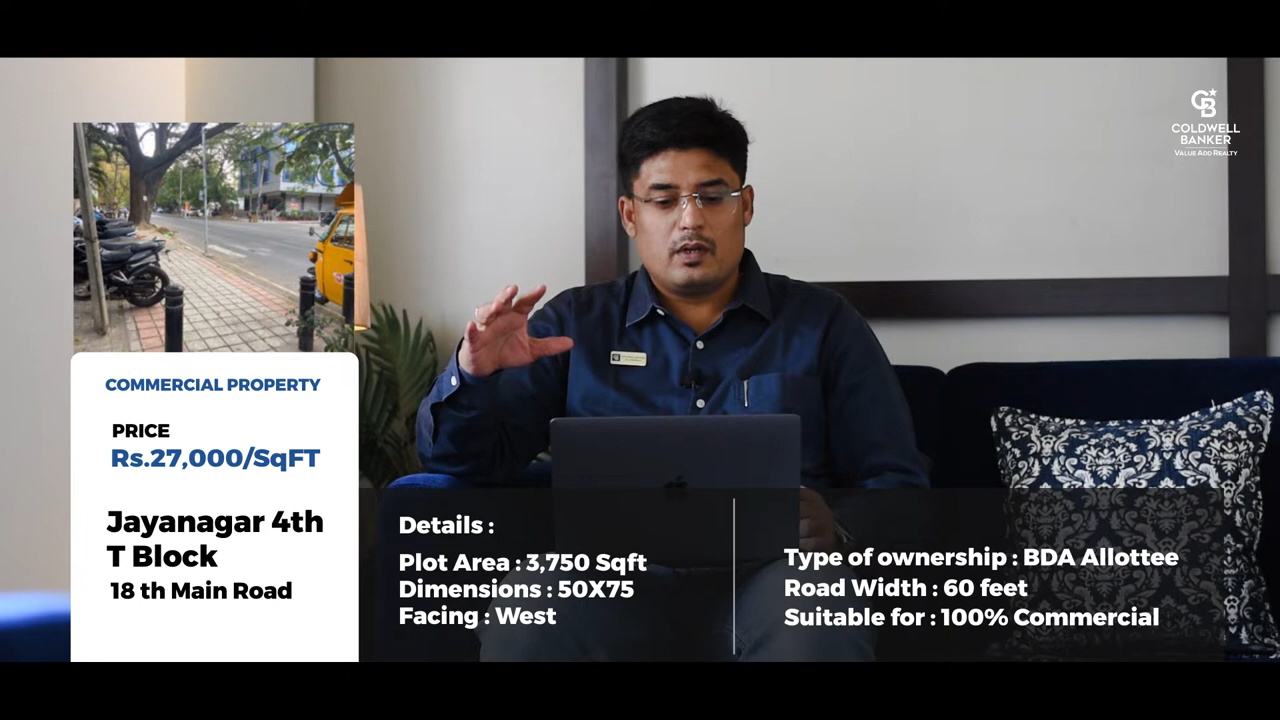 COLDWELL
BANKER
VALUE ADD REALTY
COMMERCIAL PROPERTY
PRICE
Rs.27,000/SqFT
Jayanagar 4th
T Block
18 th Main Road
Details :
Plot Area : 3,750 Sqft
Dimensions : 50X75
Facing : West
Type of ownership : BDA Allottee
Road Width : 60 feet
Suitable for : 100% Commercial